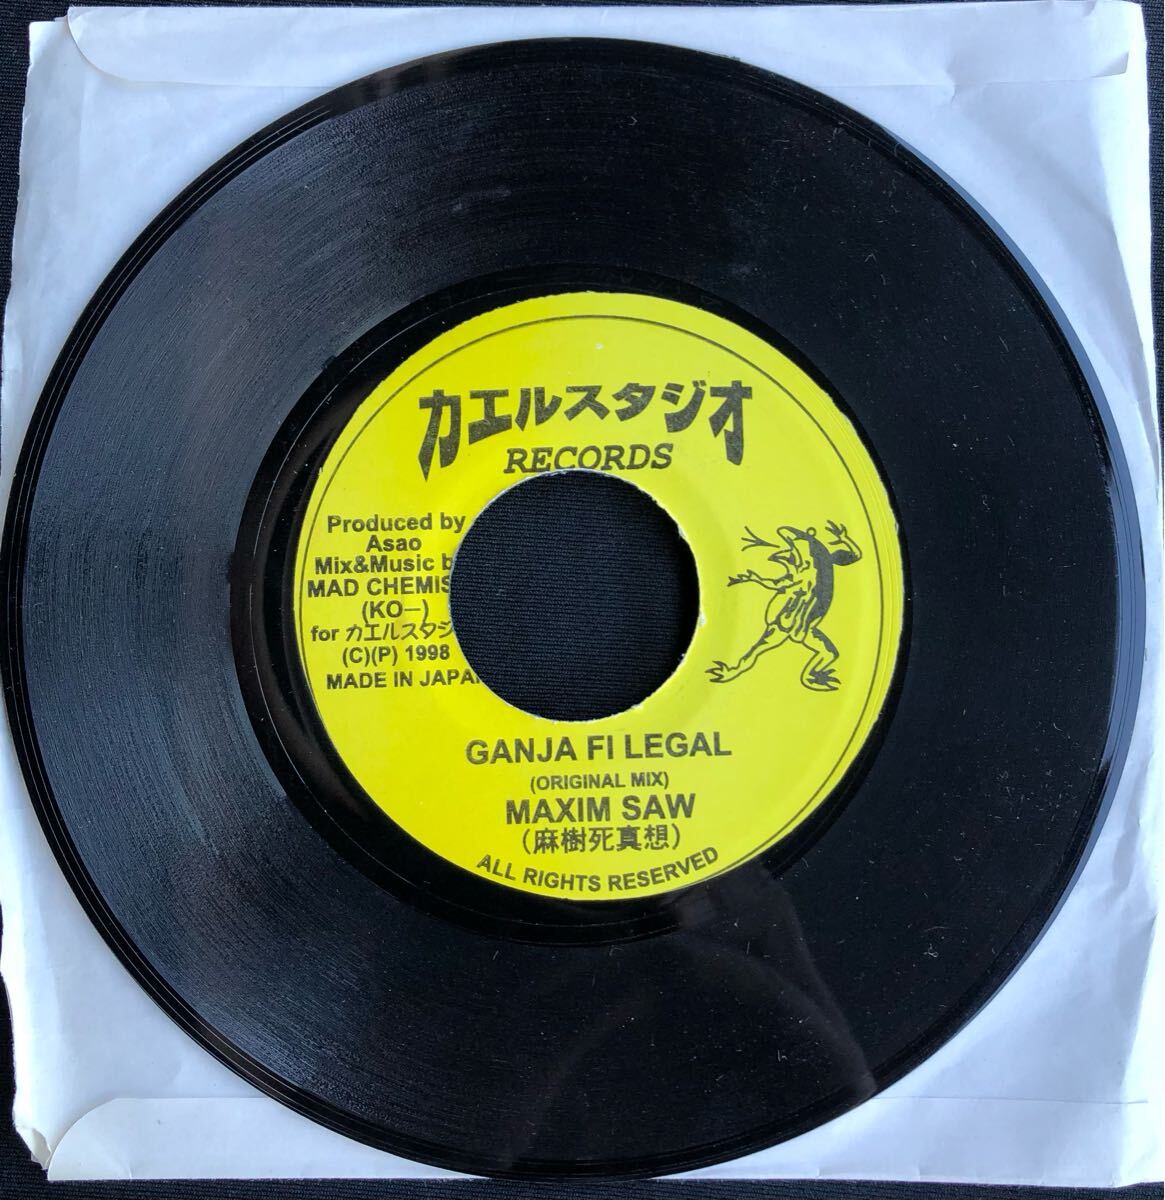 カエルスタジオ
RECORDS
Produced by
Asao
Mix&Music b
MAD CHEMIS
(KO—)
for カエルスタジ
(C)(P) 1998
MADE IN JAPA
GANJA FI LEGAL
(ORIGINAL MIX)
MAXIM SAW
(麻樹死真想)
ALL RIGHTS RESERVED